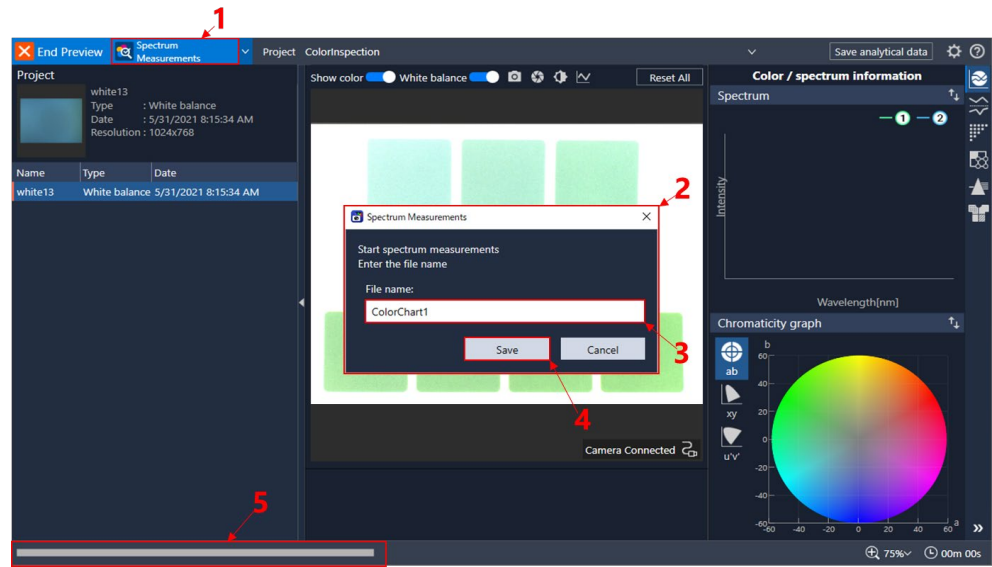 1
End Preview
Spectrum
Measurements
Project ColorInspection
Save analytical data
Project
white13
Type : White balance
Date : 5/31/2021 8:15:34 AM
Resolution : 1024x768
Name Type Date
white13 White balance 5/31/2021 8:15:34 AM
Show color White balance Reset All
2
Spectrum Measurements
Start spectrum measurements
Enter the file name
File name:
ColorChart1
Save Cancel
3
4
Camera Connected
Color / spectrum information
Spectrum
1 2
Intensity
Wavelength[nm]
Chromaticity graph
ab
xy
u'v'
b
60
40
20
0
-20
-40
-60
-60 -40 -20 0 20 40 60 a
5
75% 00m 00s